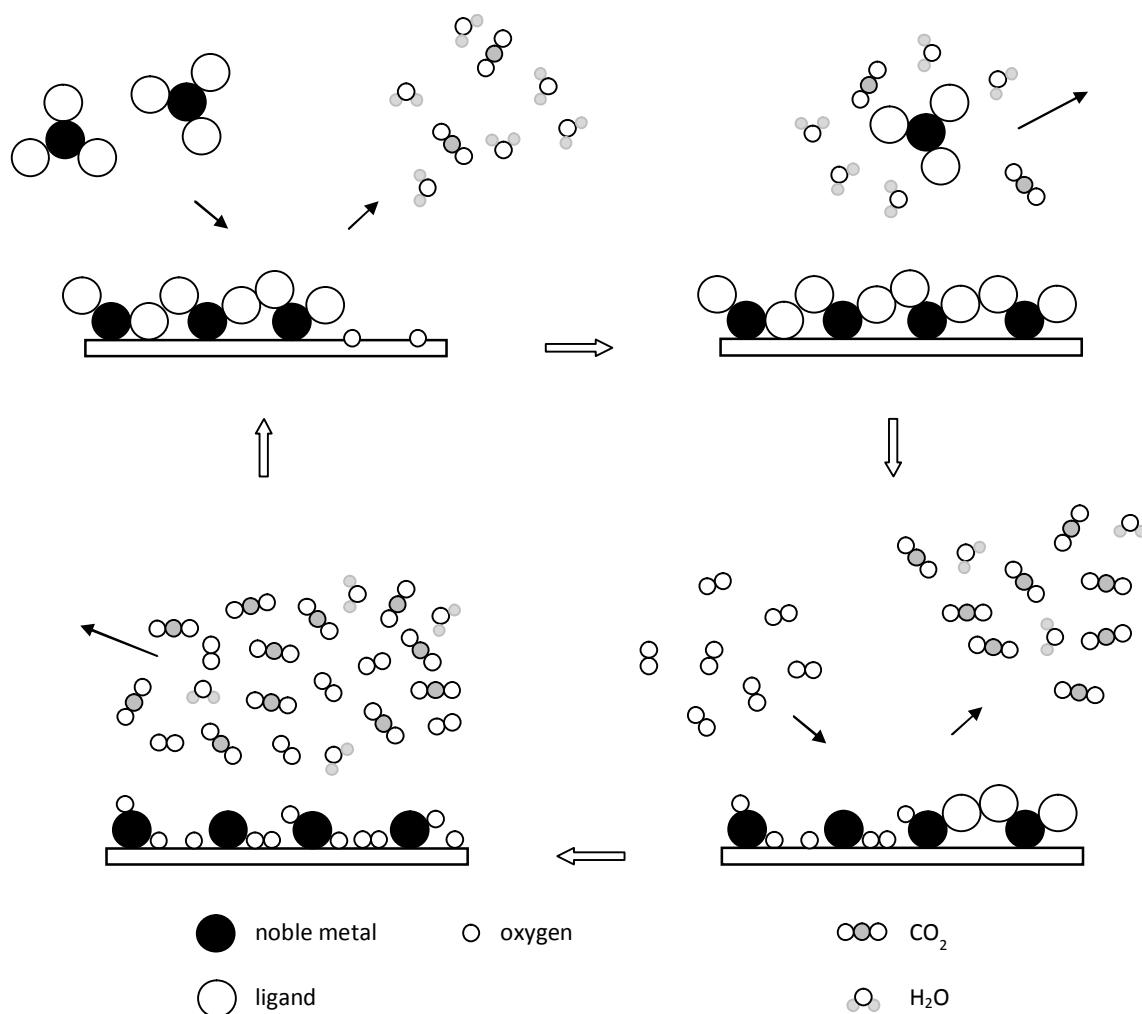 noble metal
oxygen
CO₂
ligand
H₂O